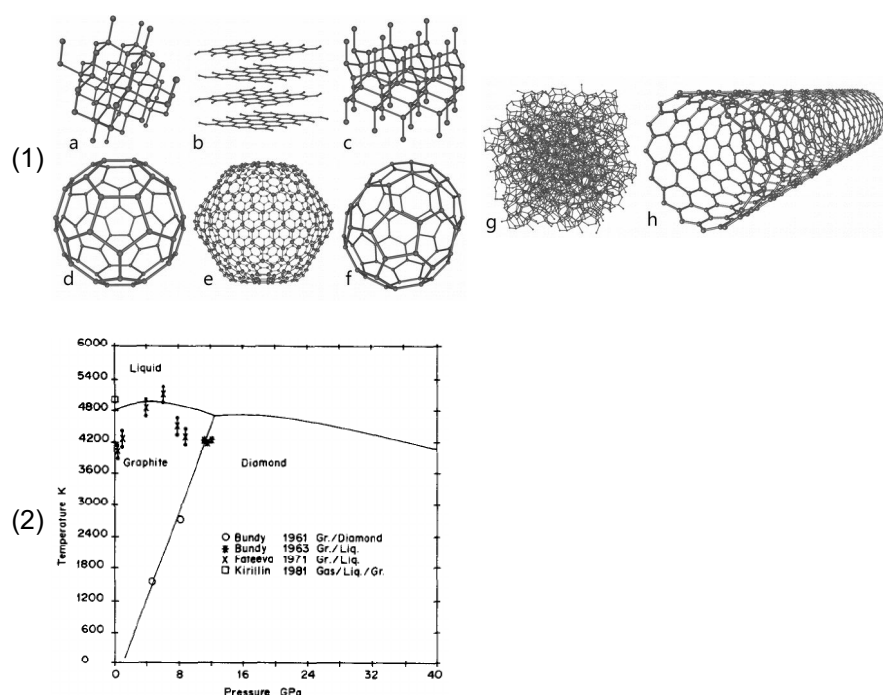 (1)
a
b
c
d
e
f
g
h
(2)
6000
5400
4800
4200
3000
2400
1800
1200
600
0
Temperature K
Liquid
Graphite
Diamond
Bundy 1961 Gr./Diamond
Bundy 1963 Gr./Liq.
Fateeva 1971 Gr./Liq.
Kirillin 1981 Gas/Liq./Gr.
0 8 16 24 32 40
Pressure GPa